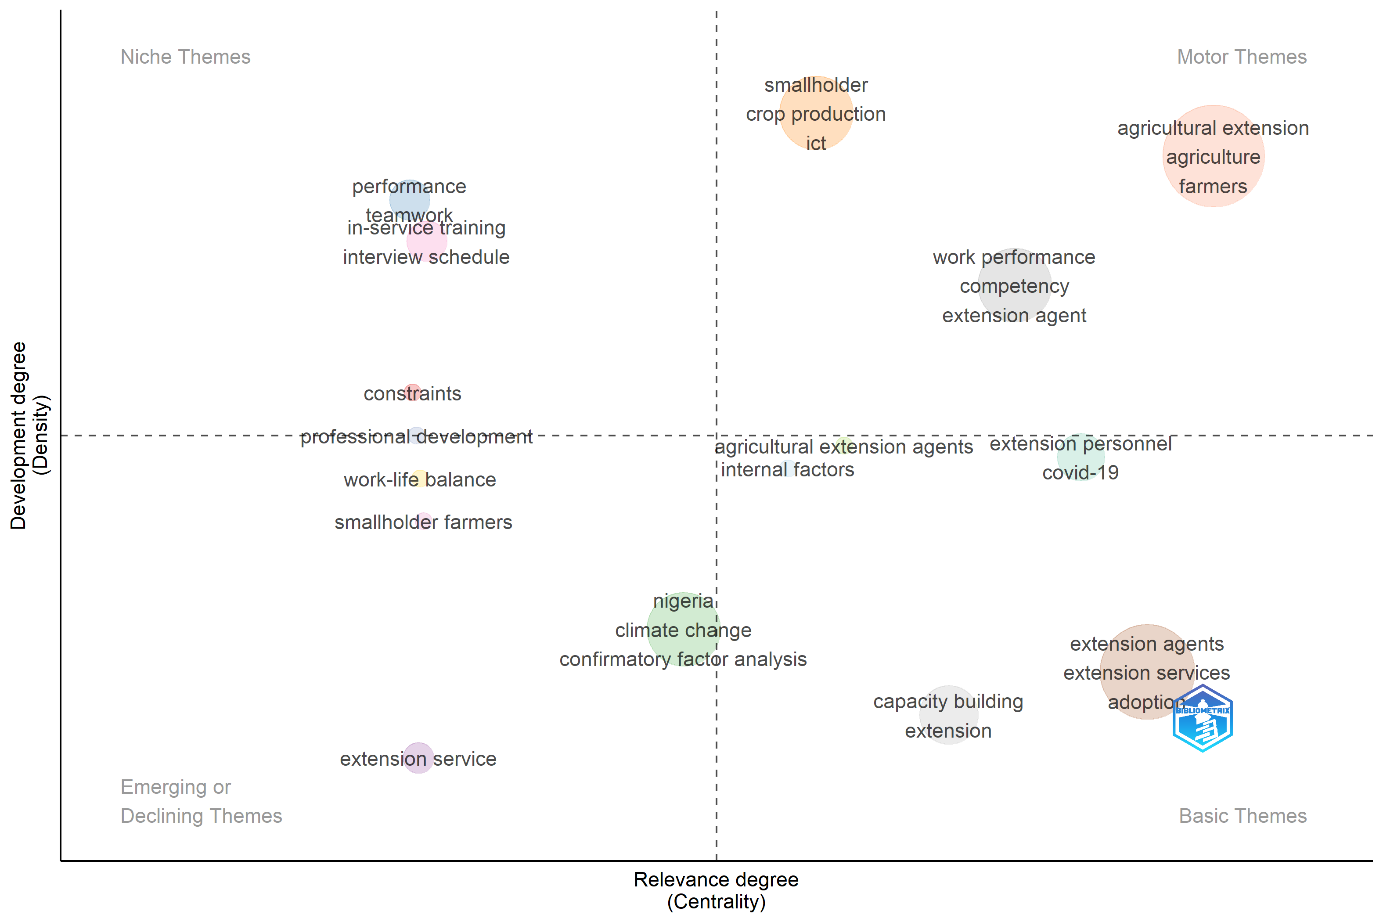 Niche Themes
Motor Themes
smallholder
crop production
ict
agricultural extension
agriculture
farmers
performance
teamwork
in-service training
interview schedule
work performance
competency
extension agent
constraints
professional development
work-life balance
smallholder farmers
agricultural extension agents
internal factors
extension personnel
covid-19
nigeria
climate change
confirmatory factor analysis
extension agents
extension services
adoption
BIBLIOMETRIX
capacity building
extension
extension service
Emerging or
Declining Themes
Basic Themes
Development degree
(Density)
Relevance degree
(Centrality)